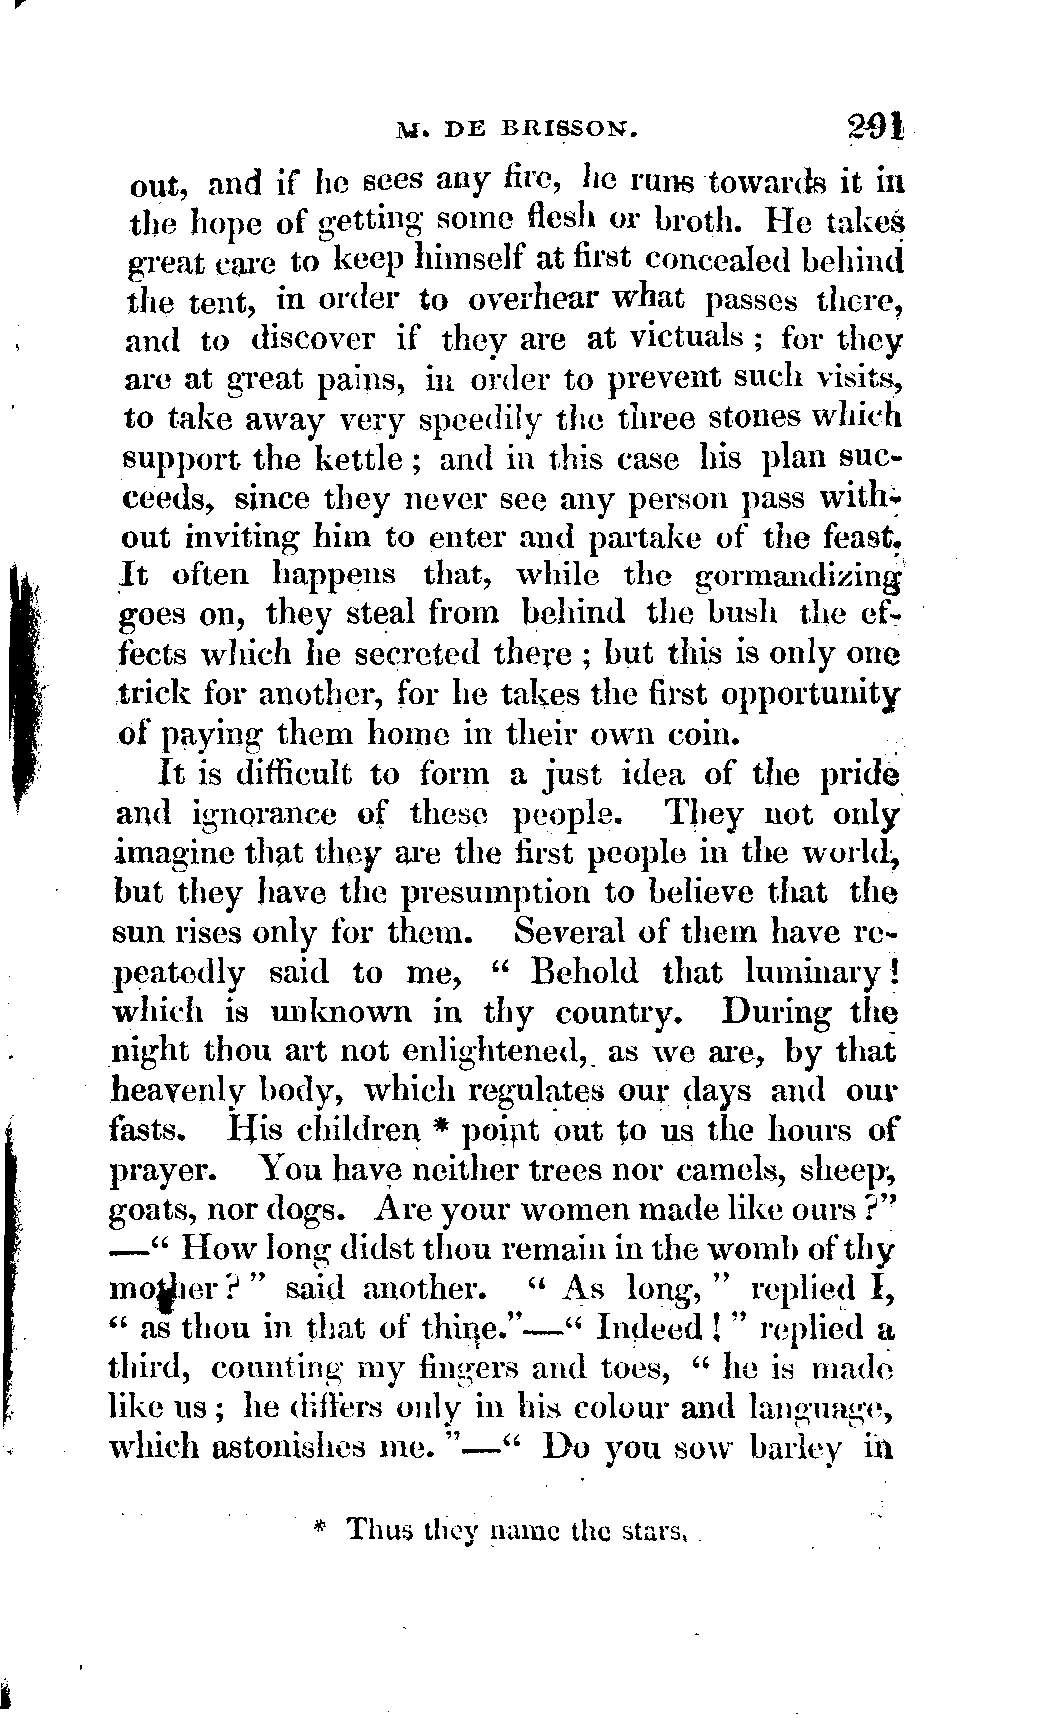 M. DE BRISSON. 291
out, and if he sees any fire, he runs towards it in
the hope of getting some flesh or broth. He takes
great care to keep himself at first concealed behind
the tent, in order to overhear what passes there,
and to discover if they are at victuals ; for they
are at great pains, in order to prevent such visits,
to take away very speedily the three stones which
support the kettle ; and in this case his plan suc-
ceeds, since they never see any person pass with-
out inviting him to enter and partake of the feast.
It often happens that, while the gormandizing
goes on, they steal from behind the bush the ef-
fects which he secreted there ; but this is only one
trick for another, for he takes the first opportunity
of paying them home in their own coin.
It is difficult to form a just idea of the pride
and ignorance of these people. They not only
imagine that they are the first people in the world,
but they have the presumption to believe that the
sun rises only for them. Several of them have re-
peatedly said to me, “ Behold that luminary !
which is unknown in thy country. During the
night thou art not enlightened, as we are, by that
heavenly body, which regulates our days and our
fasts. His children * point out to us the hours of
prayer. You have neither trees nor camels, sheep,
goats, nor dogs. Are your women made like ours ?”
—“ How long didst thou remain in the womb of thy
mother ? ” said another. “ As long, ” replied I,
“ as thou in that of thine.”—“ Indeed ! ” replied a
third, counting my fingers and toes, “ he is made
like us ; he differs only in his colour and language,
which astonishes me. ”—“ Do you sow barley in
* Thus they name the stars.